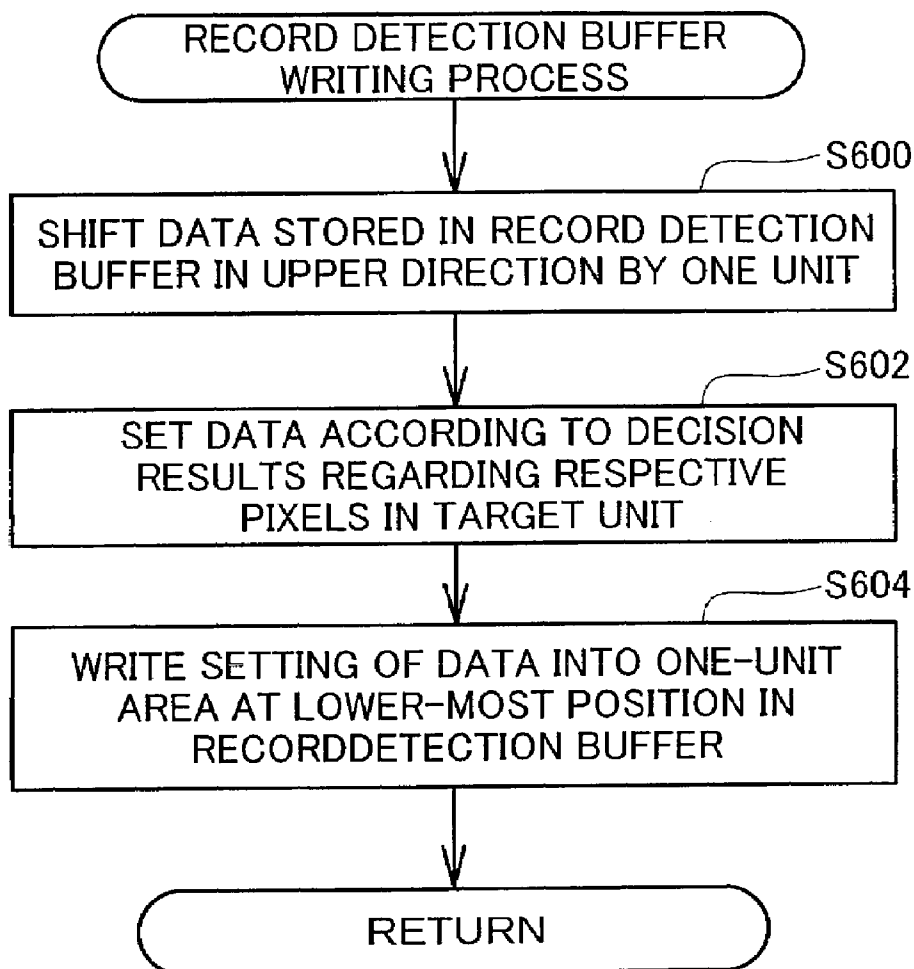 RECORD DETECTION BUFFER
WRITING PROCESS
S600
SHIFT DATA STORED IN RECORD DETECTION
BUFFER IN UPPER DIRECTION BY ONE UNIT
S602
SET DATA ACCORDING TO DECISION
RESULTS REGARDING RESPECTIVE
PIXELS IN TARGET UNIT
S604
WRITE SETTING OF DATA INTO ONE-UNIT
AREA AT LOWER-MOST POSITION IN
RECORDDETECTION BUFFER
RETURN